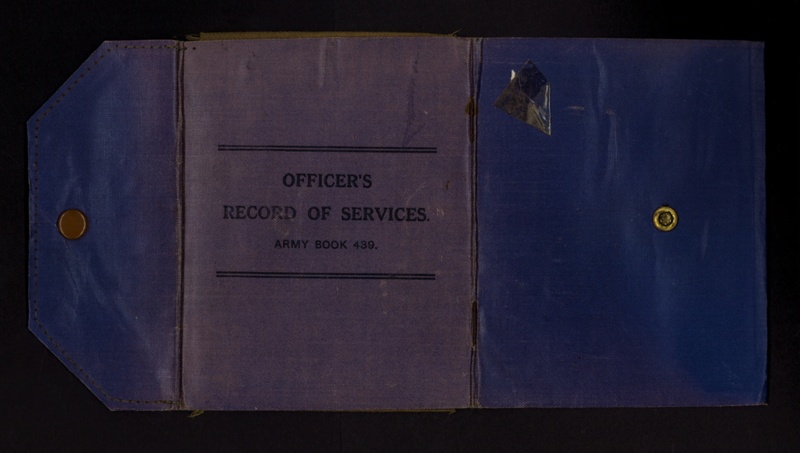 OFFICER'S
RECORD OF SERVICES.
ARMY BOOK 439.